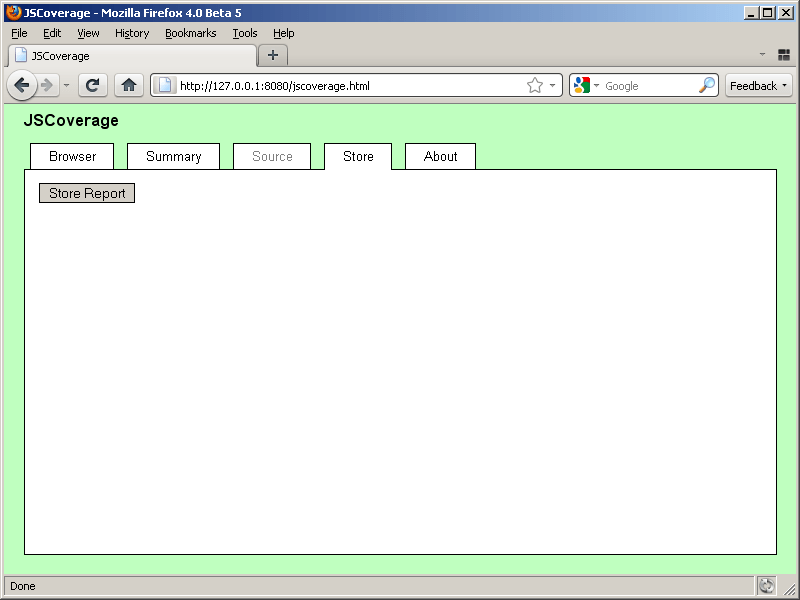 JSCoverage - Mozilla Firefox 4.0 Beta 5
File Edit View History Bookmarks Tools Help
JSCoverage
http://127.0.0.1:8080/jscoverage.html Google Feedback
JSCoverage
Browser Summary Source Store About
Store Report
Done